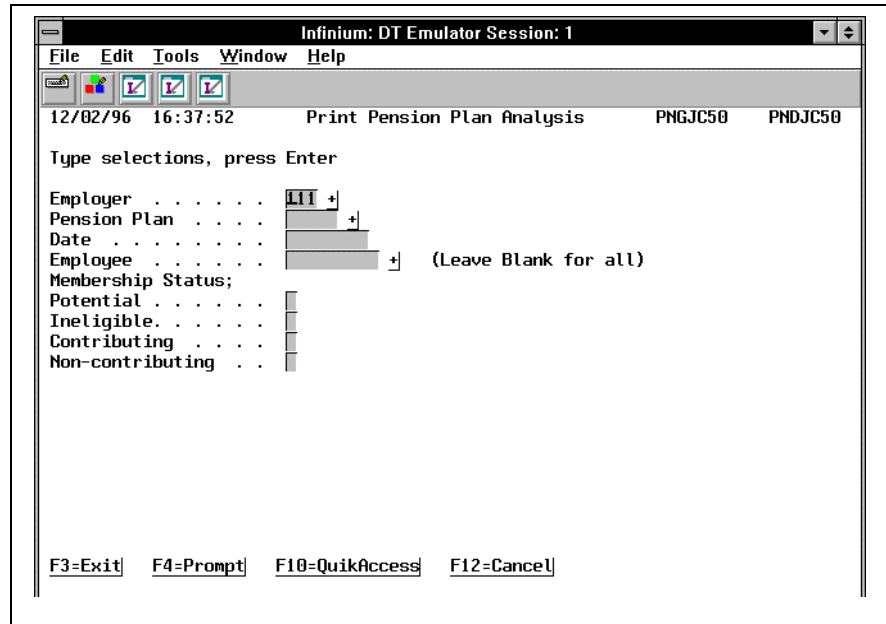 Infinium: DT Emulator Session: 1
File Edit Tools Window Help
12/02/96 16:37:52 Print Pension Plan Analysis PNGJC50 PNDJC50
Type selections, press Enter
Employer . . . . . . 111 +
Pension Plan . . . . +
Date . . . . . . . .
Employee . . . . . . + (Leave Blank for all)
Membership Status;
Potential . . . . . .
Ineligible. . . . . .
Contributing . . . .
Non-contributing . .
F3=Exit F4=Prompt F10=QuikAccess F12=Cancel